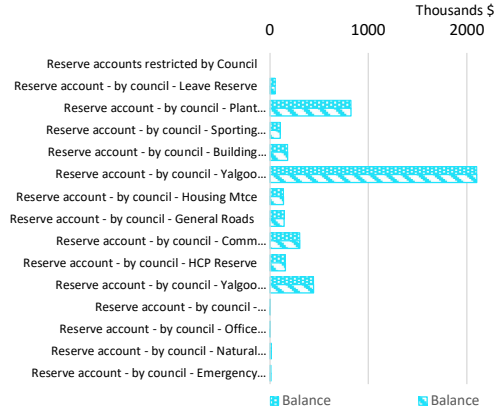 Thousands $
0 1000 2000
Reserve accounts restricted by Council
Reserve account - by council - Leave Reserve
Reserve account - by council - Plant...
Reserve account - by council - Sporting...
Reserve account - by council - Building...
Reserve account - by council - Yalgoo...
Reserve account - by council - Housing Mtce
Reserve account - by council - General Roads
Reserve account - by council - Comm...
Reserve account - by council - HCP Reserve
Reserve account - by council - Yalgoo...
Reserve account - by council -...
Reserve account - by council - Office...
Reserve account - by council - Natural...
Reserve account - by council - Emergency...
Balance Balance